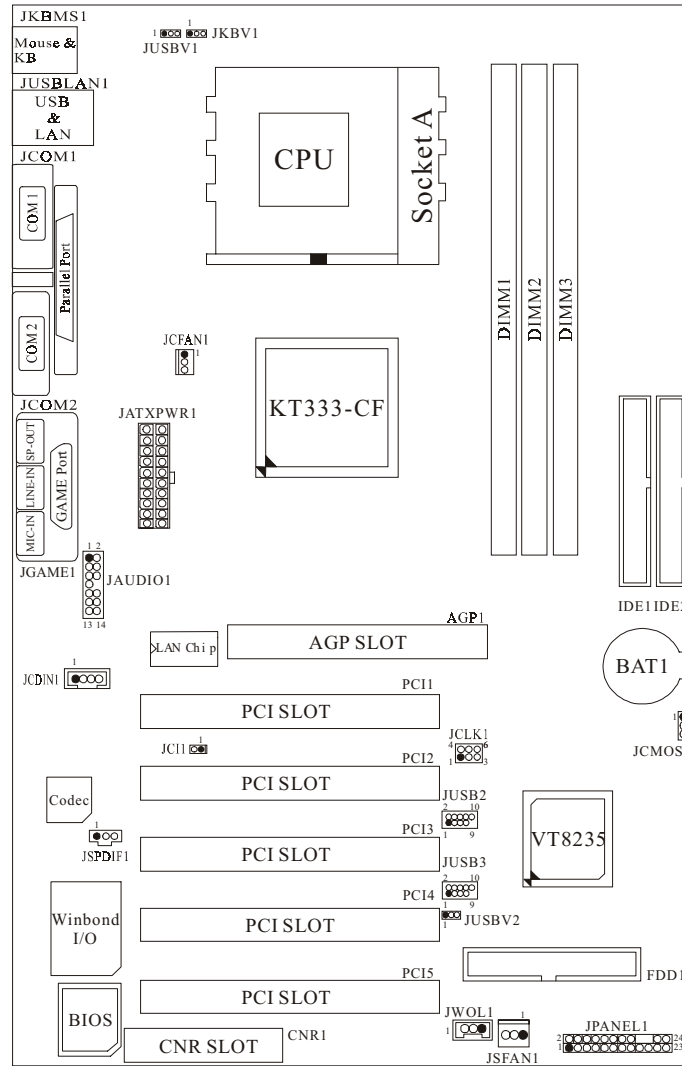 JKBMS1
Mouse &
KB
1
JUSBV1
JKBV1
JUSBLAN1
USB
&
LAN
JCOM1
COM 1
Parallel Port
COM 2
CPU
Socket A
DIMM1
DIMM2
DIMM3
JCFAN1
1
KT333-CF
JCOM2
JATXPWR1
SP-OUT
LINE-IN
MIC-IN
GAME Port
JGAME1
1 2
JAUDIO1
13 14
IDE1
AGP1
LAN Chip
AGP SLOT
BAT1
JCDIN1
1
PCI1
PCI SLOT
JCI1
1
JCLK1
4 6
1 3
1
JCMOS
PCI2
PCI SLOT
Codec
JUSB2
2 10
1 9
VT8235
1
JSPDIF1
PCI3
PCI SLOT
JUSB3
2 10
1 9
Winbond
I/O
PCI4
PCI SLOT
1
JUSBV2
FDD1
PCI5
PCI SLOT
BIOS
CNR SLOT
CNR1
JWOL1
1
1
JSFAN1
JPANEL1
2 24
1 23